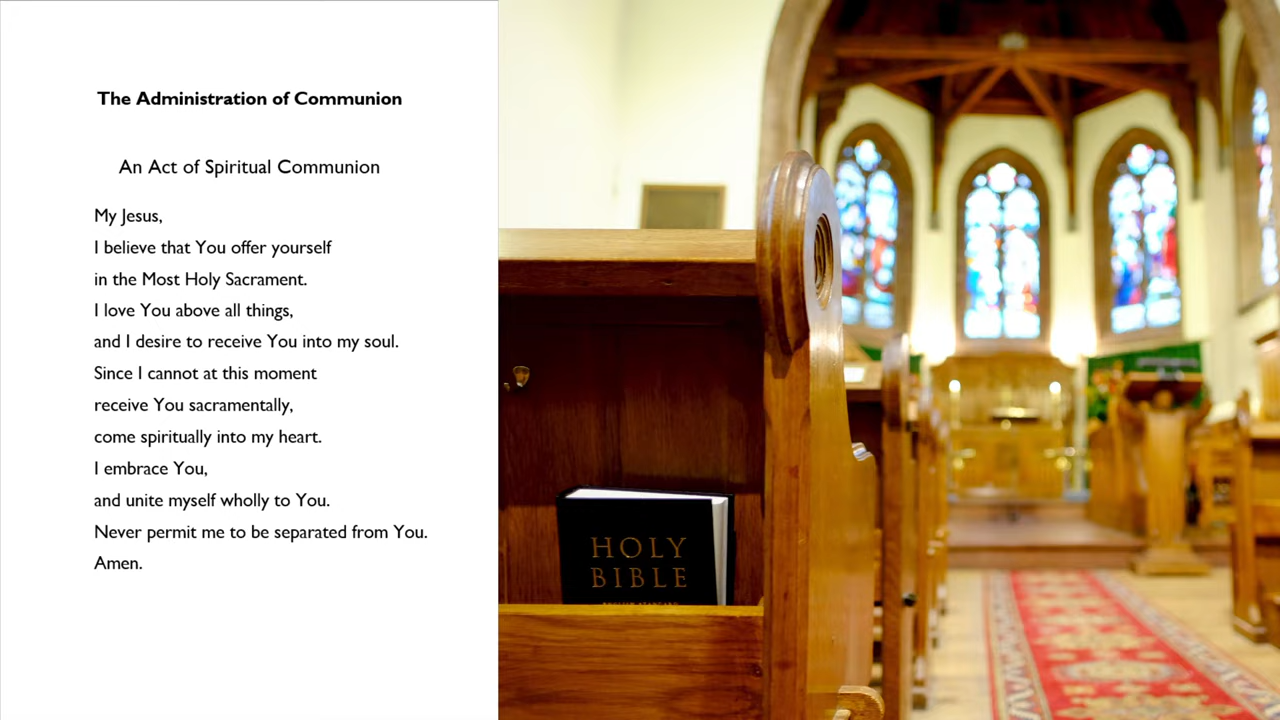 The Administration of Communion
An Act of Spiritual Communion
My Jesus,
I believe that You offer yourself
in the Most Holy Sacrament.
I love You above all things,
and I desire to receive You into my soul.
Since I cannot at this moment
receive You sacramentally,
come spiritually into my heart.
I embrace You,
and unite myself wholly to You.
Never permit me to be separated from You.
Amen.
HOLY
BIBLE